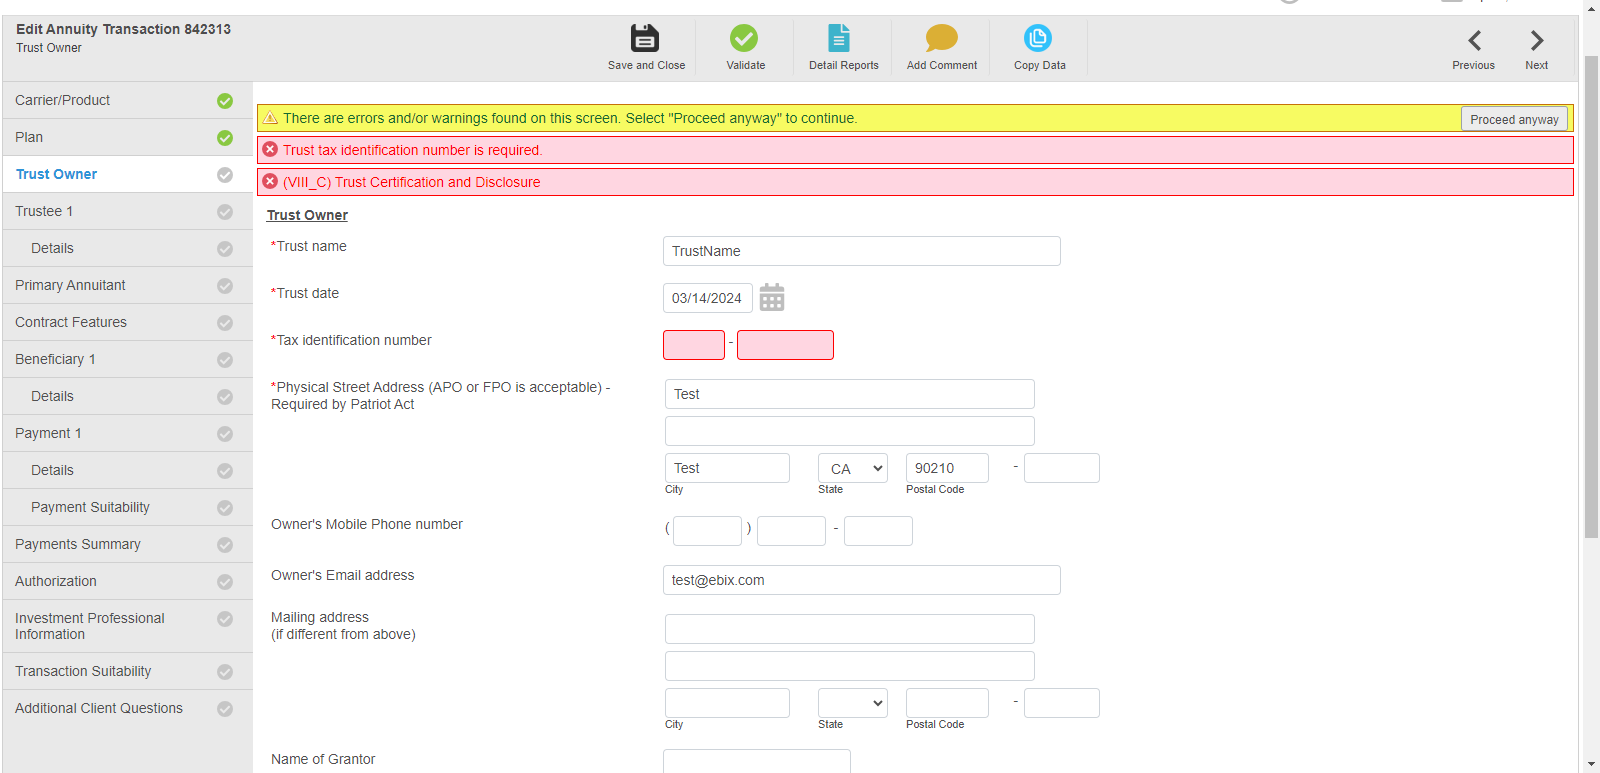 Edit Annuity Transaction 842313
Trust Owner
Save and Close
Validate
Detail Reports
Add Comment
Copy Data
Previous
Next
Carrier/Product
Plan
Trust Owner
Trustee 1
Details
Primary Annuitant
Contract Features
Beneficiary 1
Details
Payment 1
Details
Payment Suitability
Payments Summary
Authorization
Investment Professional
Information
Transaction Suitability
Additional Client Questions
There are errors and/or warnings found on this screen. Select "Proceed anyway" to continue.
Proceed anyway
Trust tax identification number is required.
(VIII_C) Trust Certification and Disclosure
Trust Owner
*Trust name
TrustName
*Trust date
03/14/2024
*Tax identification number
-
*Physical Street Address (APO or FPO is acceptable) -
Required by Patriot Act
Test
Test CA 90210 -
City State Postal Code
Owner's Mobile Phone number
( ) -
Owner's Email address
test@ebix.com
Mailing address
(if different from above)
-
City State Postal Code
Name of Grantor